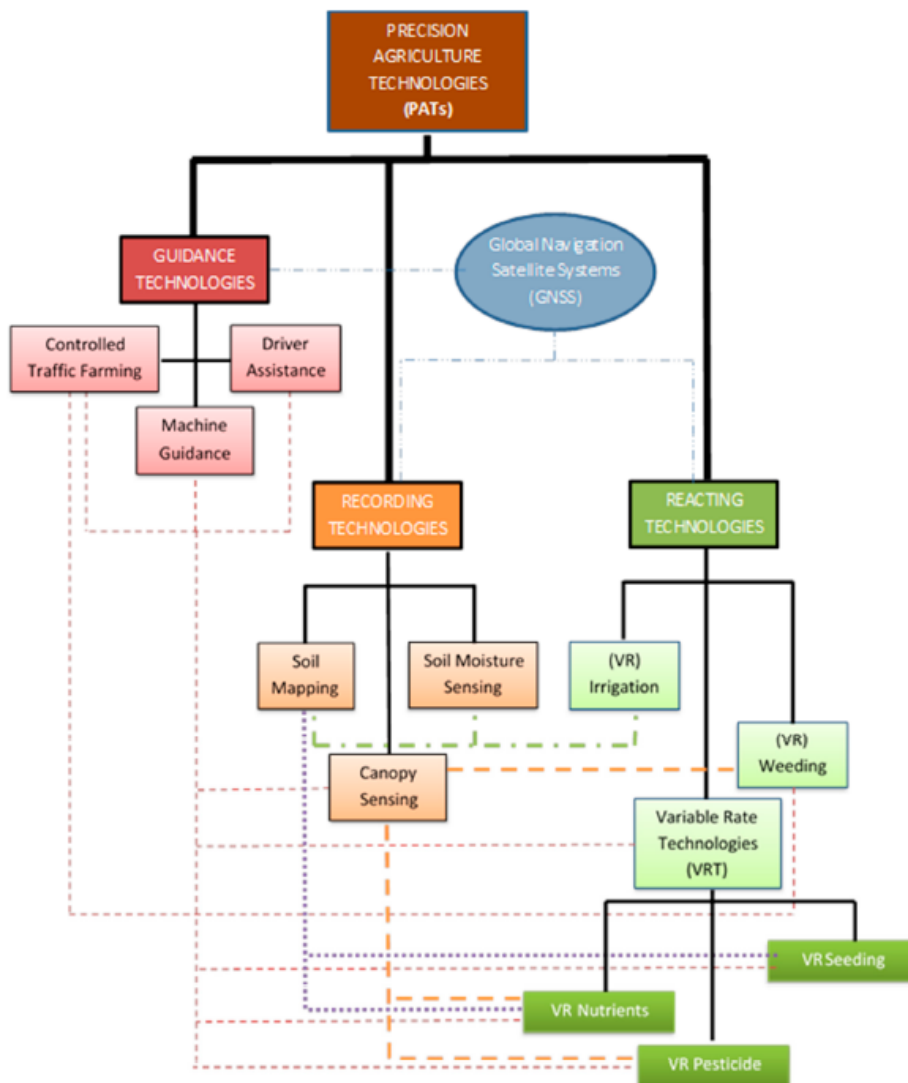 PRECISION
AGRICULTURE
TECHNOLOGIES
(PATs)
GUIDANCE
TECHNOLOGIES
Global Navigation
Satellite Systems
(GNSS)
Controlled
Traffic Farming
Driver
Assistance
Machine
Guidance
RECORDING
TECHNOLOGIES
REACTING
TECHNOLOGIES
Soil
Mapping
Soil Moisture
Sensing
(VR)
Irrigation
(VR)
Weeding
Canopy
Sensing
Variable Rate
Technologies
(VRT)
VR Seeding
VR Nutrients
VR Pesticide